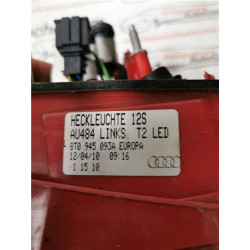 HECKLEUCHTE 12S
AU484 LINKS T2 LED
8T0 945 093A EUROPA
12/04/10 09 16
1 15 10